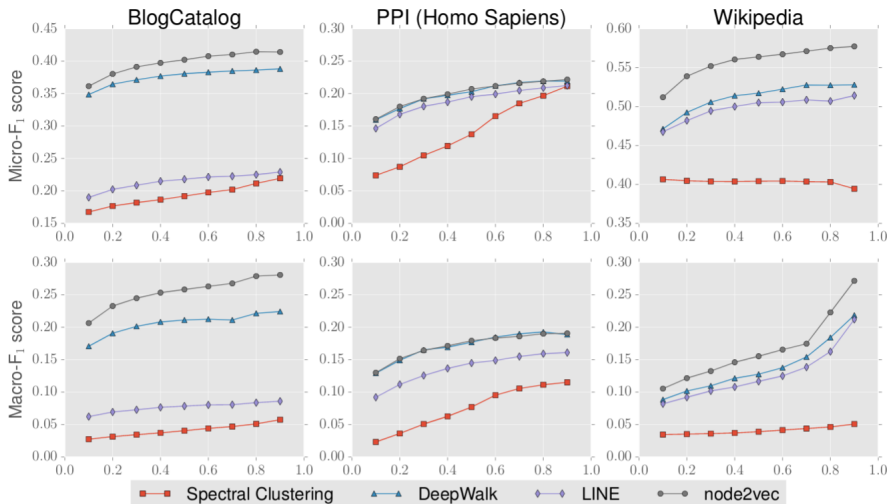 BlogCatalog PPI (Homo Sapiens) Wikipedia
0.45 0.30 0.60
0.40 0.25 0.55
0.35 0.20 0.50
0.30 0.15
0.25 0.10 0.45
0.20 0.05 0.40
0.15 0.00 0.35
Micro-F1 score
0.0 0.2 0.4 0.6 0.8 1.0 0.0 0.2 0.4 0.6 0.8 1.0 0.0 0.2 0.4 0.6 0.8 1.0
0.30 0.30 0.30
0.25 0.25 0.25
0.20 0.20 0.20
0.15 0.15 0.15
0.10 0.10 0.10
0.05 0.05 0.05
0.00 0.00 0.00
Macro-F1 score
0.0 0.2 0.4 0.6 0.8 1.0 0.0 0.2 0.4 0.6 0.8 1.0 0.0 0.2 0.4 0.6 0.8 1.0
Spectral Clustering DeepWalk LINE node2vec